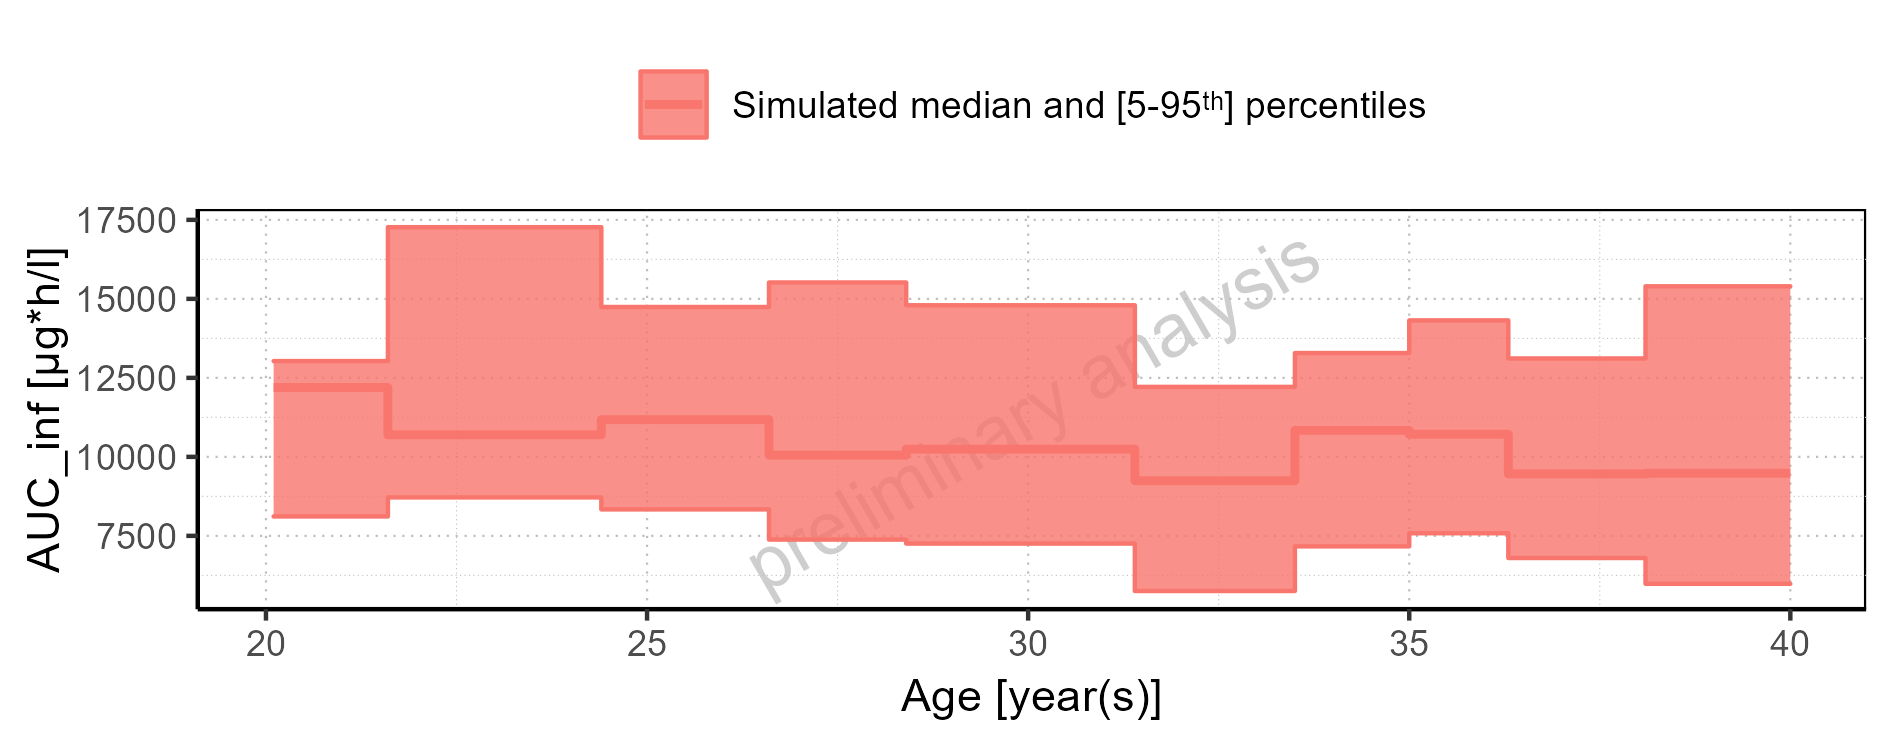 Simulated median and [5-95th] percentiles
AUC_inf [µg*h/l]
17500
15000
12500
10000
7500
preliminary analysis
20 25 30 35 40
Age [year(s)]